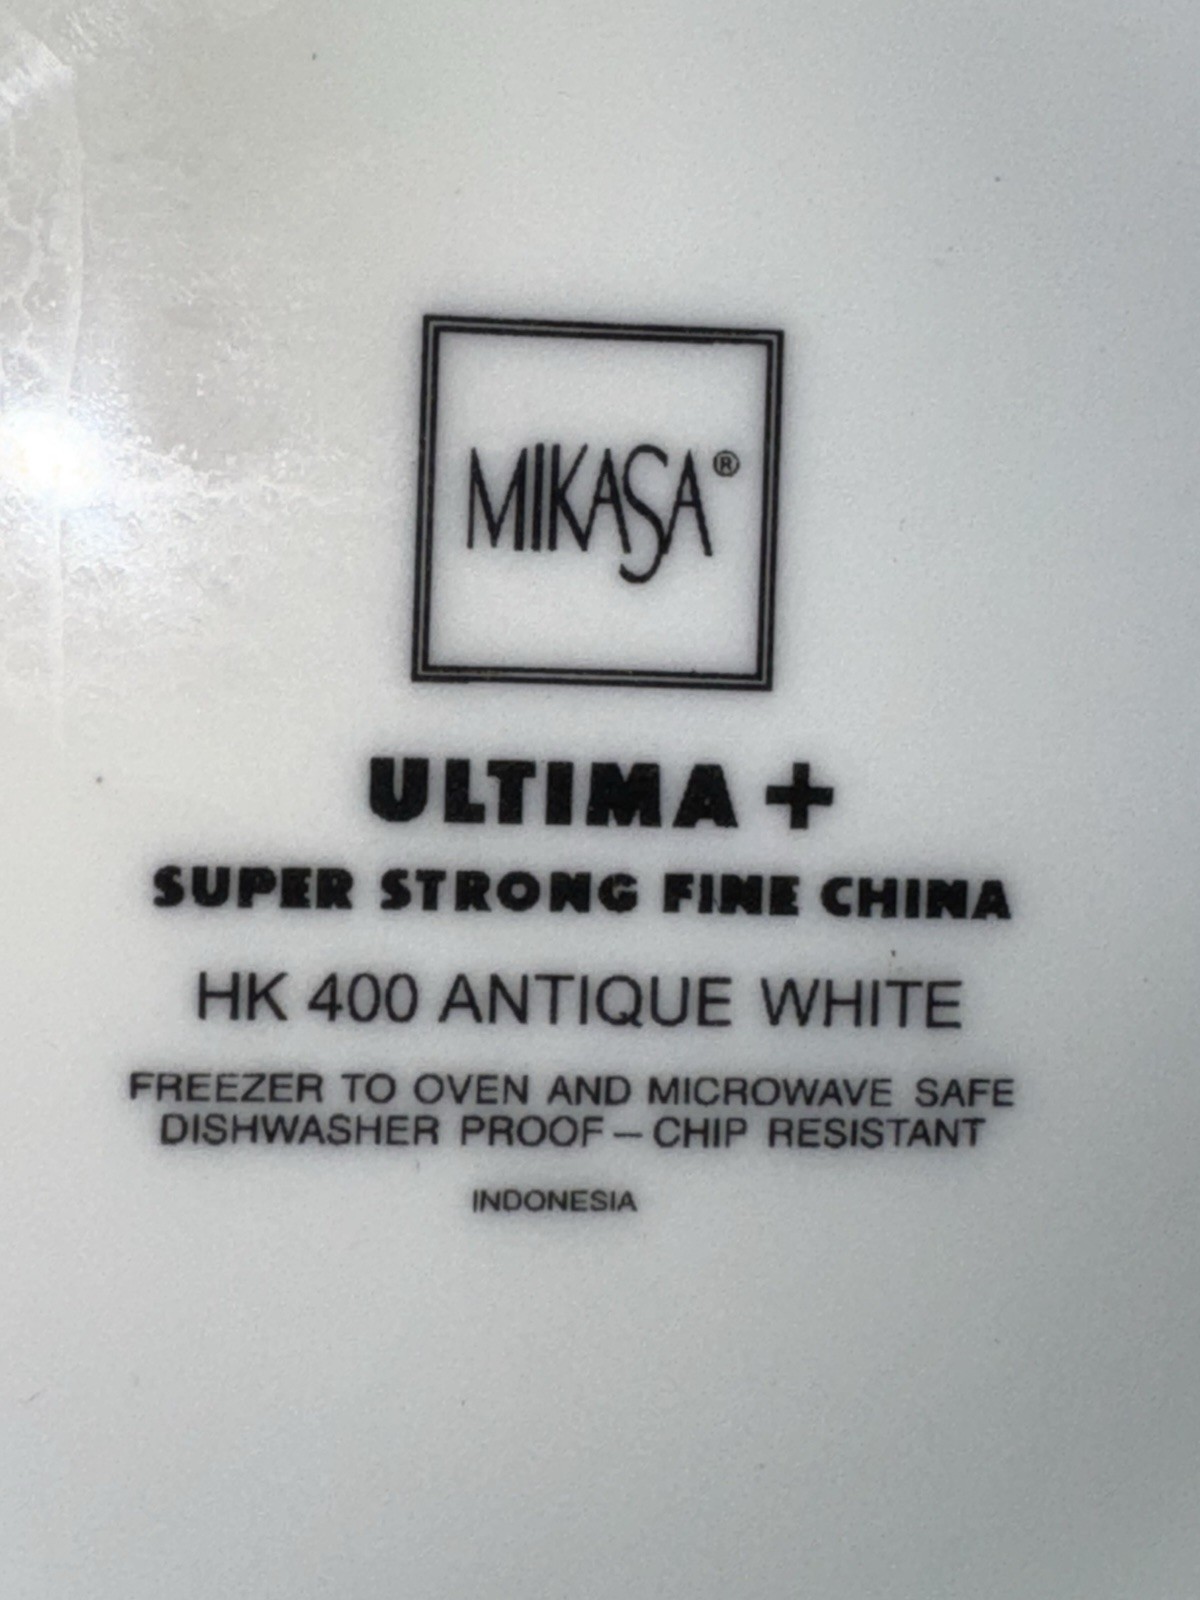 MIKASA®
ULTIMA +
SUPER STRONG FINE CHINA
HK 400 ANTIQUE WHITE
FREEZER TO OVEN AND MICROWAVE SAFE
DISHWASHER PROOF – CHIP RESISTANT
INDONESIA